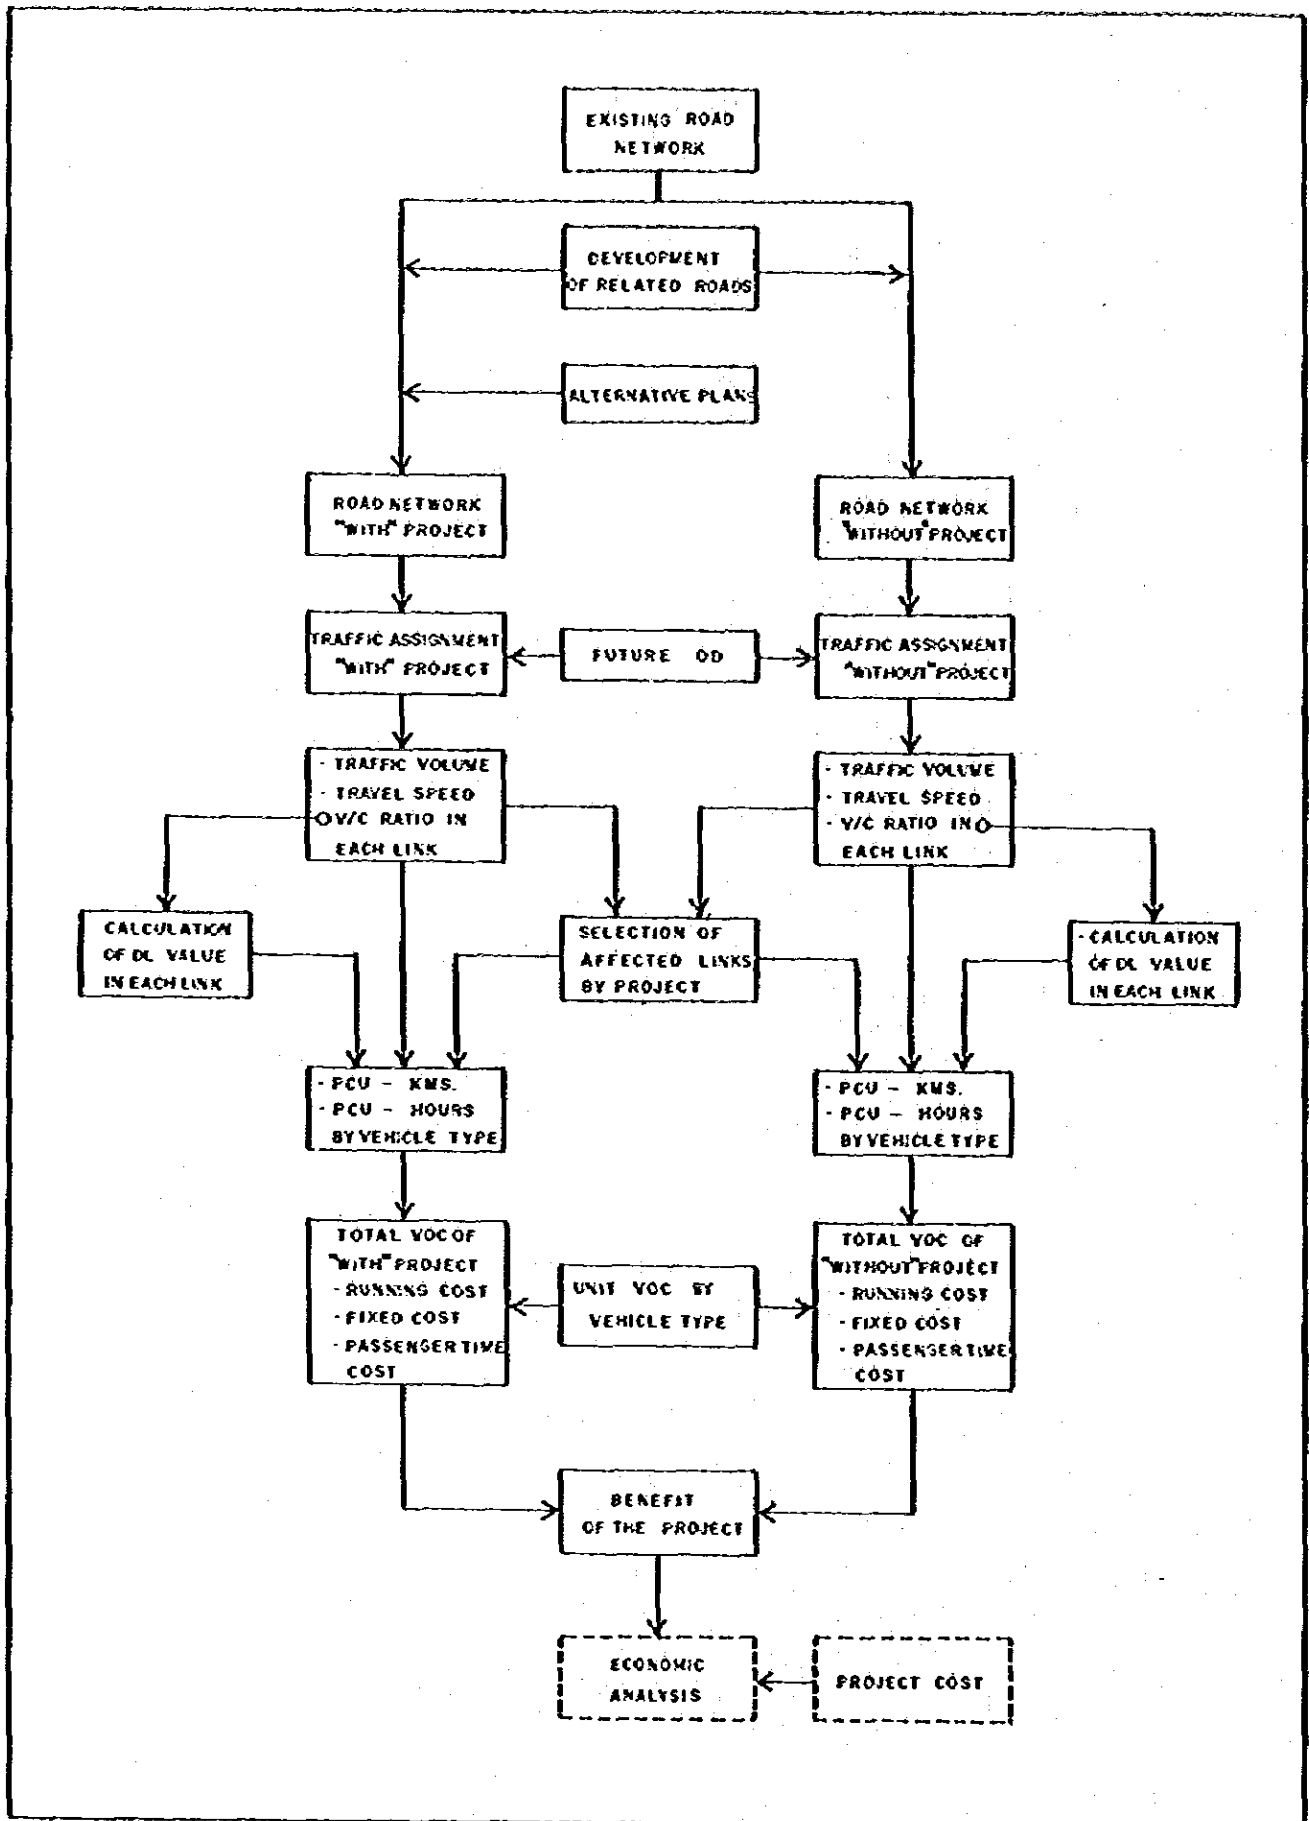 EXISTING ROAD
NETWORK
DEVELOPMENT
OF RELATED ROADS
ALTERNATIVE PLANS
ROAD NETWORK
"WITH" PROJECT
ROAD NETWORK
"WITHOUT" PROJECT
TRAFFIC ASSIGNMENT
"WITH" PROJECT
FUTURE OD
TRAFFIC ASSIGNMENT
"WITHOUT" PROJECT
- TRAFFIC VOLUME
- TRAVEL SPEED
V/C RATIO IN
EACH LINK
- TRAFFIC VOLUME
- TRAVEL SPEED
- V/C RATIO IN
EACH LINK
CALCULATION
OF DL VALUE
IN EACH LINK
SELECTION OF
AFFECTED LINKS
BY PROJECT
- CALCULATION
OF DL VALUE
IN EACH LINK
- PCU - KMS.
- PCU - HOURS
BY VEHICLE TYPE
- PCU - KMS.
- PCU - HOURS
BY VEHICLE TYPE
TOTAL VOC OF
"WITH" PROJECT
- RUNNING COST
- FIXED COST
- PASSENGER TIME
COST
UNIT VOC BY
VEHICLE TYPE
TOTAL VOC OF
"WITHOUT" PROJECT
- RUNNING COST
- FIXED COST
- PASSENGER TIME
COST
BENEFIT
OF THE PROJECT
ECONOMIC
ANALYSIS
PROJECT COST